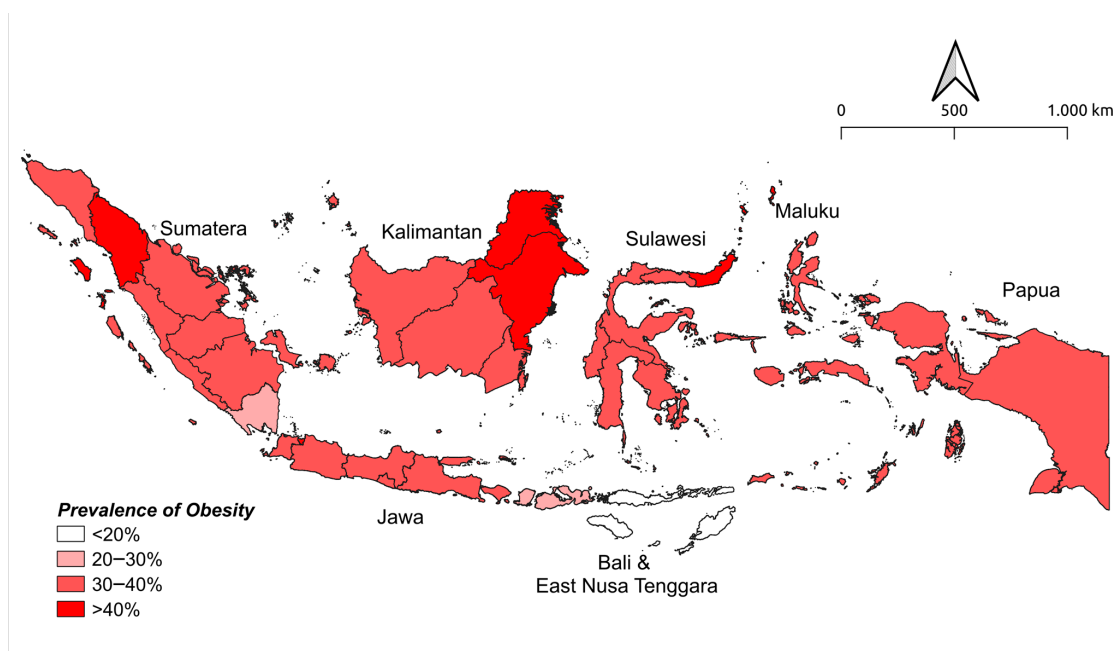 0 500 1.000 km
Sumatera
Kalimantan
Sulawesi
Maluku
Papua
Jawa
Bali &
East Nusa Tenggara
Prevalence of Obesity
<20%
20–30%
30–40%
>40%